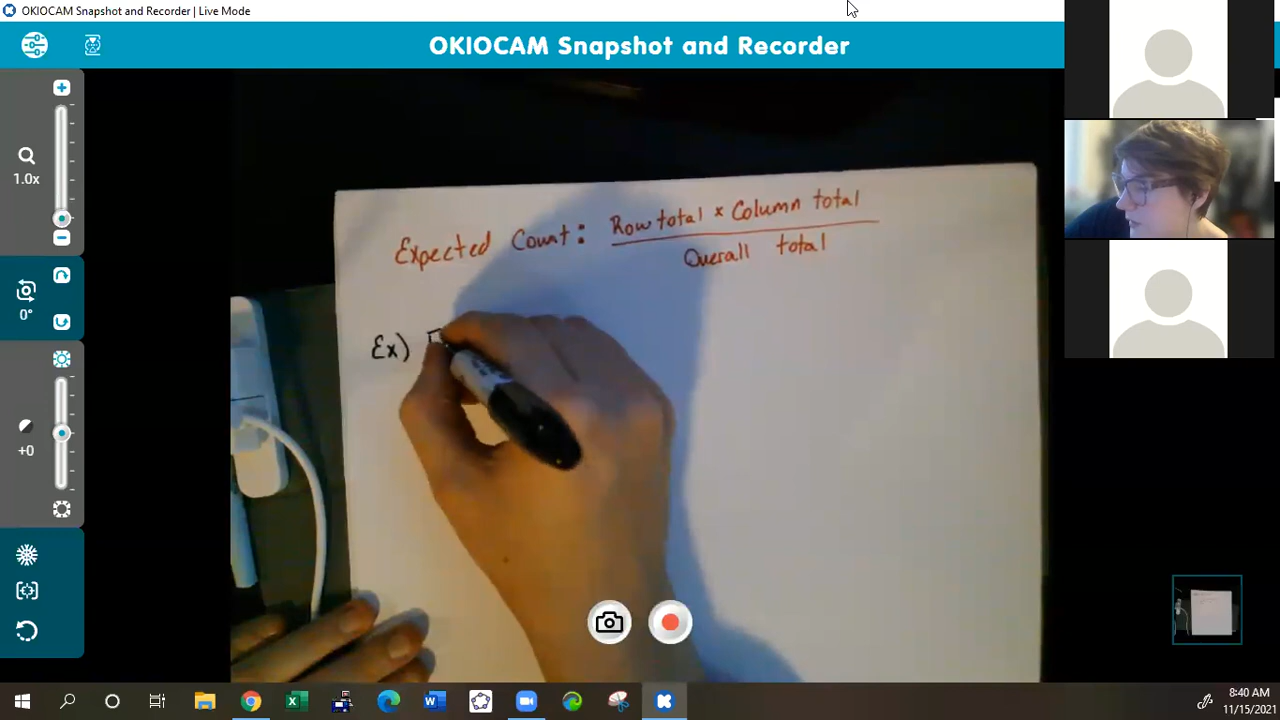 OKIOCAM Snapshot and Recorder | Live Mode
OKIOCAM Snapshot and Recorder
1.0x
0°
+0
Expected Count: Row total × Column total
Overall total
Ex)
8:40 AM
11/15/2021